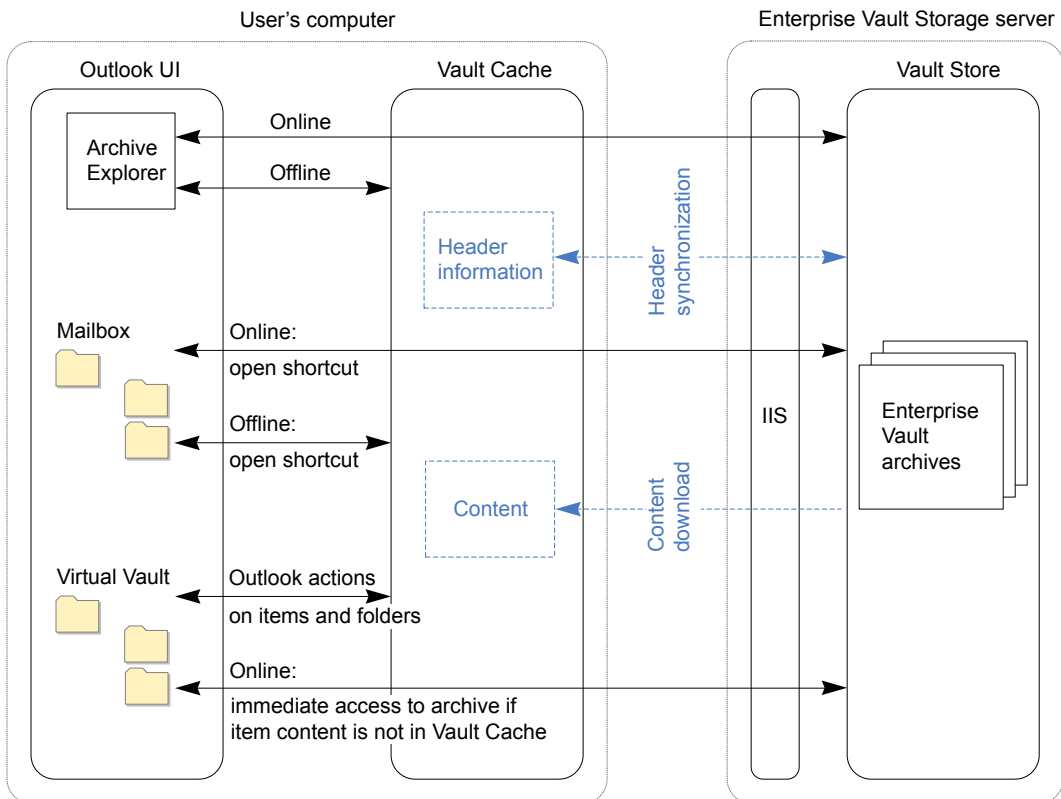 User's computer
Enterprise Vault Storage server
Outlook UI
Vault Cache
Vault Store
Archive
Explorer
Online
Offline
Header
information
Header
synchronization
Mailbox
Online:
open shortcut
Offline:
open shortcut
IIS
Enterprise
Vault
archives
Content
Content
download
Virtual Vault
Outlook actions
on items and folders
Online:
immediate access to archive if
item content is not in Vault Cache